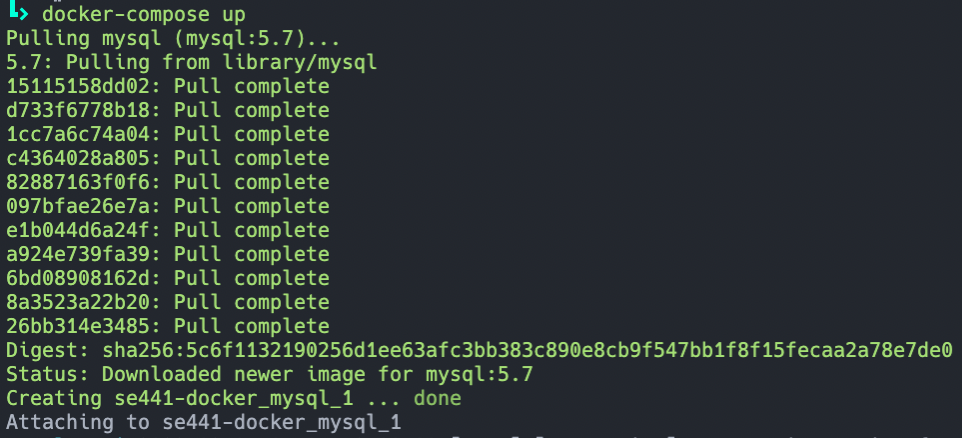 docker-compose up
Pulling mysql (mysql:5.7)...
5.7: Pulling from library/mysql
15115158dd02: Pull complete
d733f6778b18: Pull complete
1cc7a6c74a04: Pull complete
c4364028a805: Pull complete
82887163f0f6: Pull complete
097bfae26e7a: Pull complete
e1b044d6a24f: Pull complete
a924e739fa39: Pull complete
6bd08908162d: Pull complete
8a3523a22b20: Pull complete
26bb314e3485: Pull complete
Digest: sha256:5c6f1132190256d1ee63afc3bb383c890e8cb9f547bb1f8f15fecaa2a78e7de0
Status: Downloaded newer image for mysql:5.7
Creating se441-docker_mysql_1 ... done
Attaching to se441-docker_mysql_1